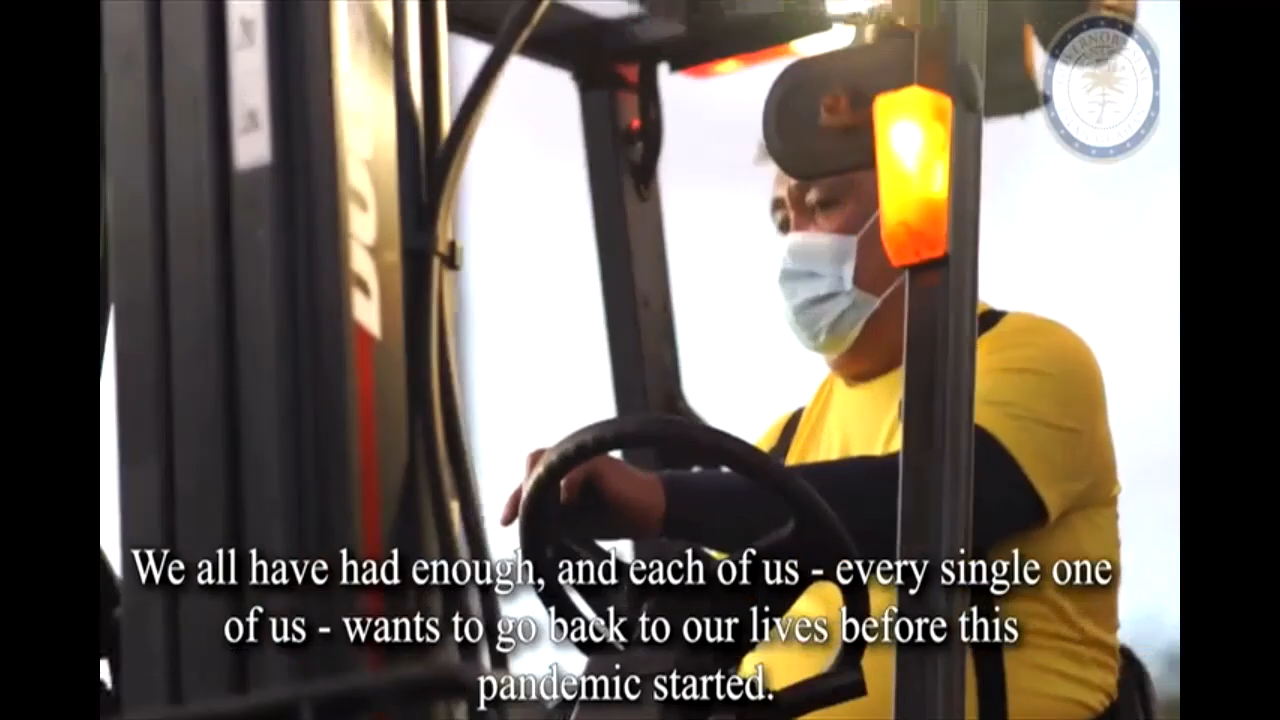 We all have had enough, and each of us - every single one
of us - wants to go back to our lives before this
pandemic started.